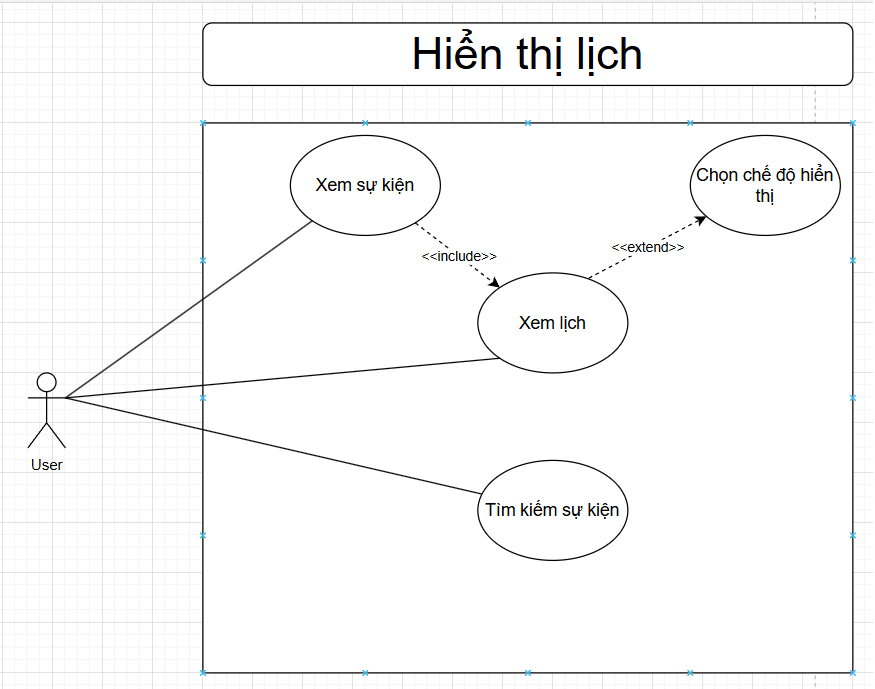 Hiển thị lịch
Xem sự kiện
Chọn chế độ hiển
thị
<<include>>
<<extend>>
Xem lịch
User
Tìm kiếm sự kiện